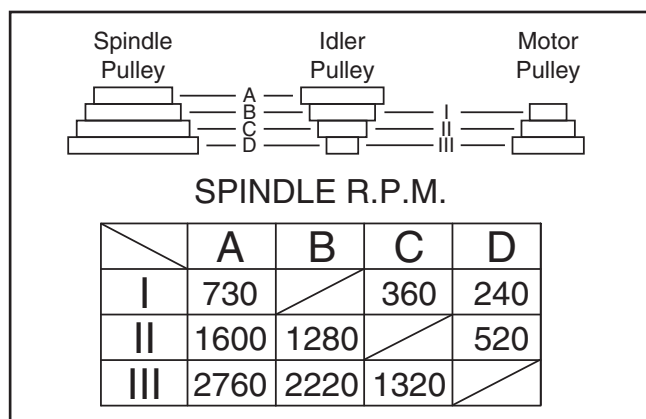 Spindle Pulley
Idler Pulley
Motor Pulley
A
B
I
C
II
D
III
SPINDLE R.P.M.
A B C D
I 730 360 240
II 1600 1280 520
III 2760 2220 1320